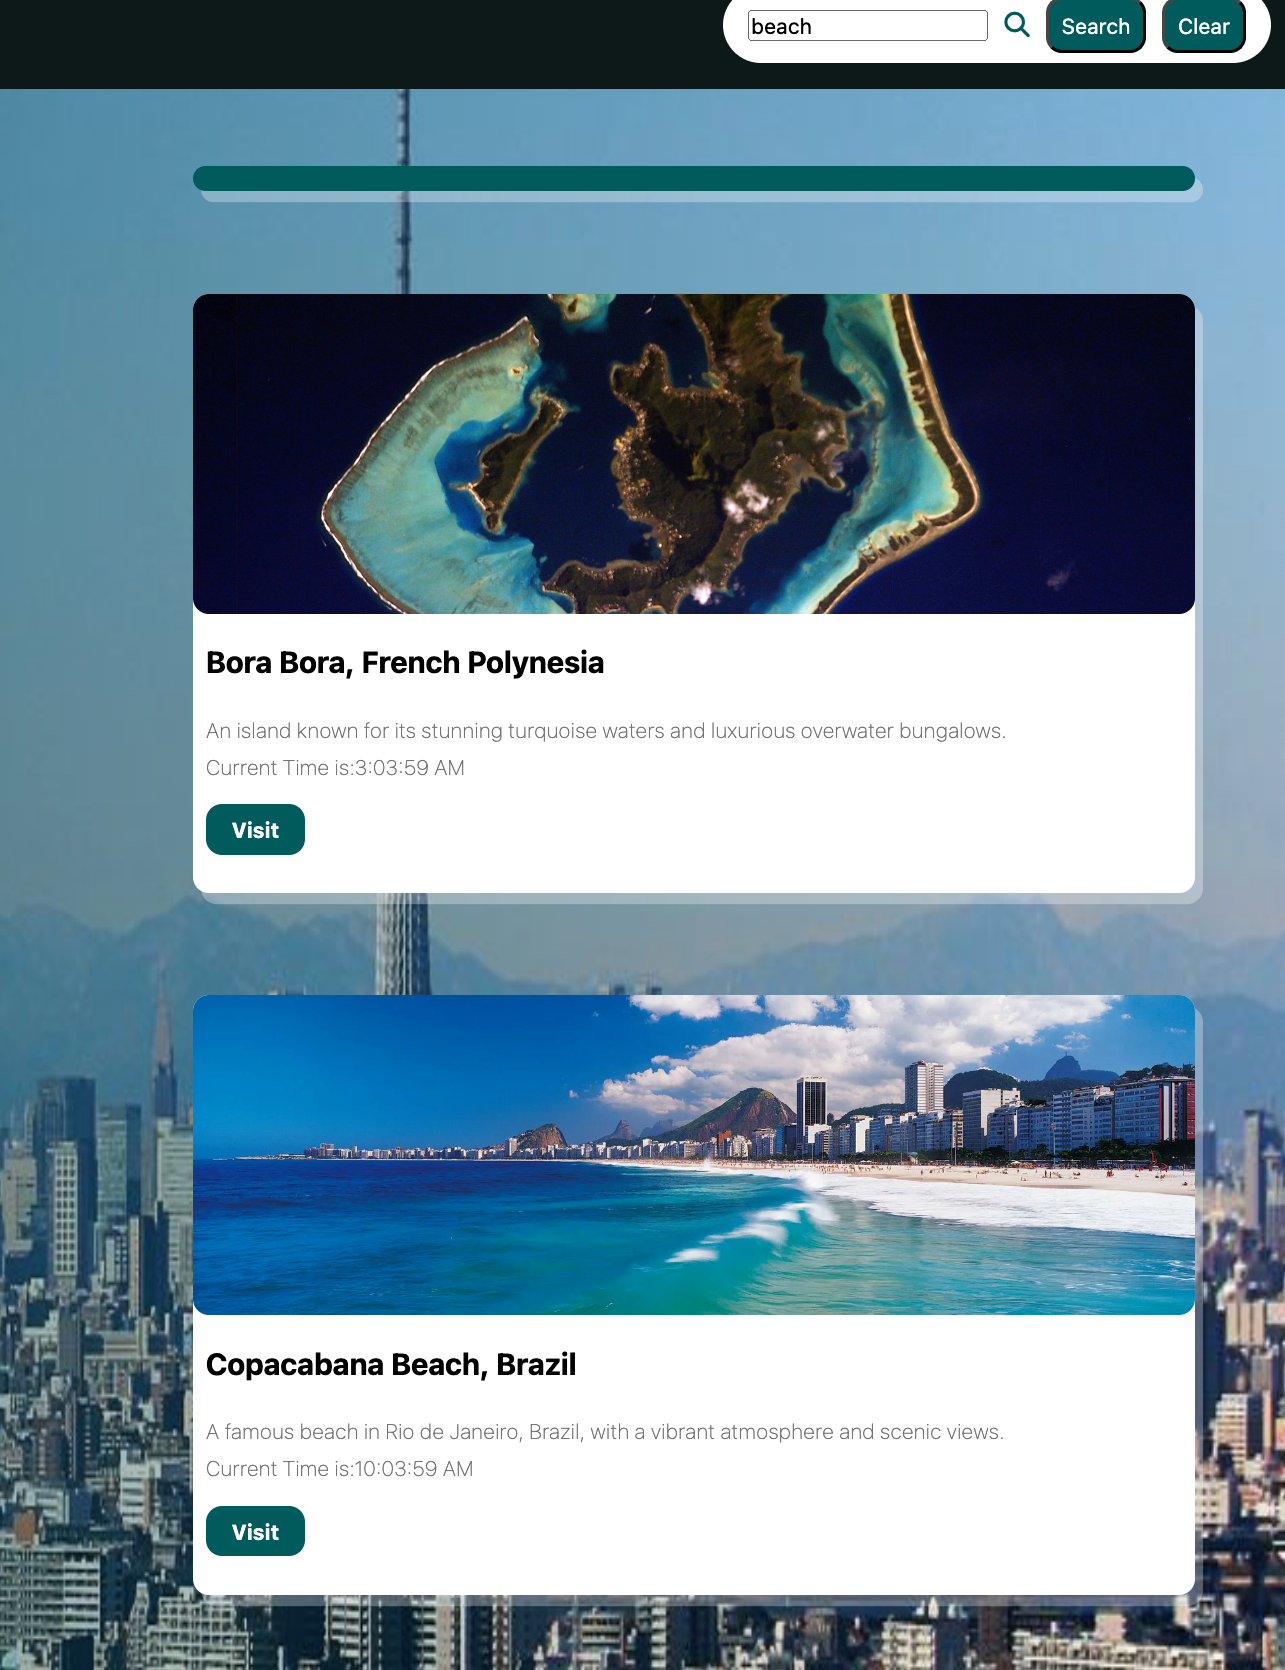 beach
Search
Clear
Bora Bora, French Polynesia
An island known for its stunning turquoise waters and luxurious overwater bungalows.
Current Time is:3:03:59 AM
Visit
Copacabana Beach, Brazil
A famous beach in Rio de Janeiro, Brazil, with a vibrant atmosphere and scenic views.
Current Time is:10:03:59 AM
Visit